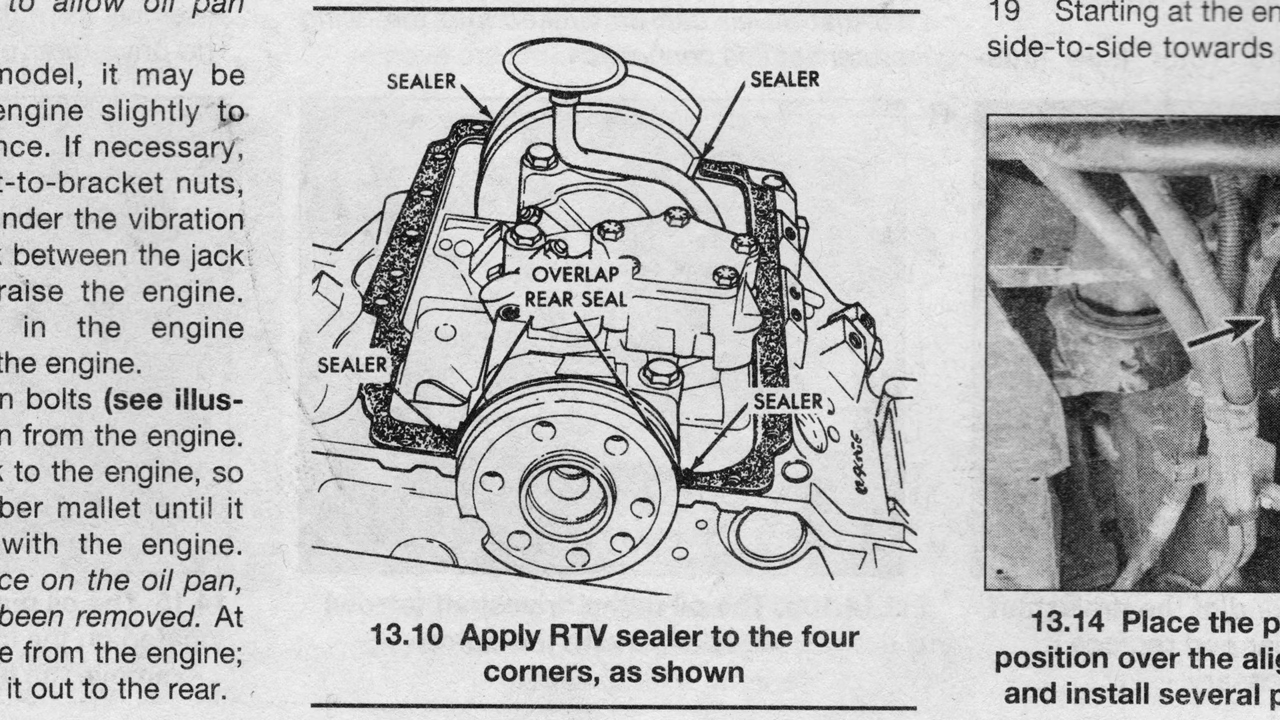 to allow oil pan
model, it may be
engine slightly to
nce. If necessary,
t-to-bracket nuts,
nder the vibration
between the jack
raise the engine.
in the engine
the engine.
n bolts (see illus-
n from the engine.
k to the engine, so
ber mallet until it
with the engine.
ce on the oil pan,
been removed. At
e from the engine;
it out to the rear.
SEALER
SEALER
OVERLAP
REAR SEAL
SEALER
SEALER
13.10 Apply RTV sealer to the four
corners, as shown
19 Starting at the en
side-to-side towards
13.14 Place the p
position over the alig
and install several p